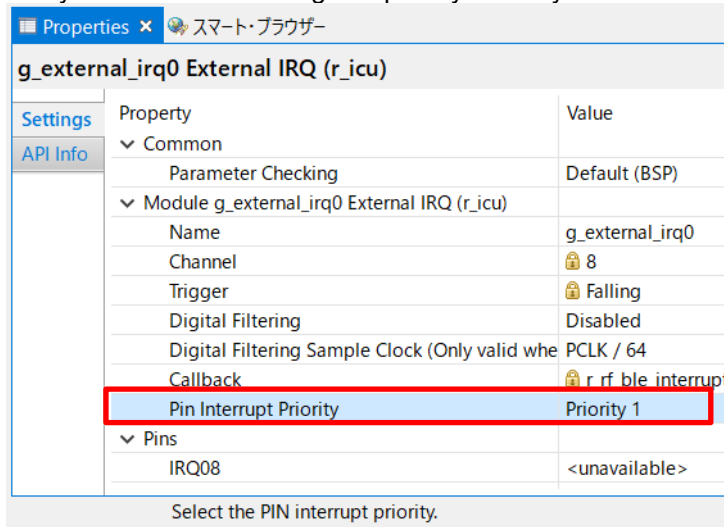 Properties × スマート・ブラウザー
g_external_irq0 External IRQ (r_icu)
Settings
API Info
Property Value
Common
Parameter Checking Default (BSP)
Module g_external_irq0 External IRQ (r_icu)
Name g_external_irq0
Channel 8
Trigger Falling
Digital Filtering Disabled
Digital Filtering Sample Clock (Only valid whe PCLK / 64
Callback r_rf_ble_interrupt
Pin Interrupt Priority Priority 1
Pins
IRQ08 <unavailable>
Select the PIN interrupt priority.